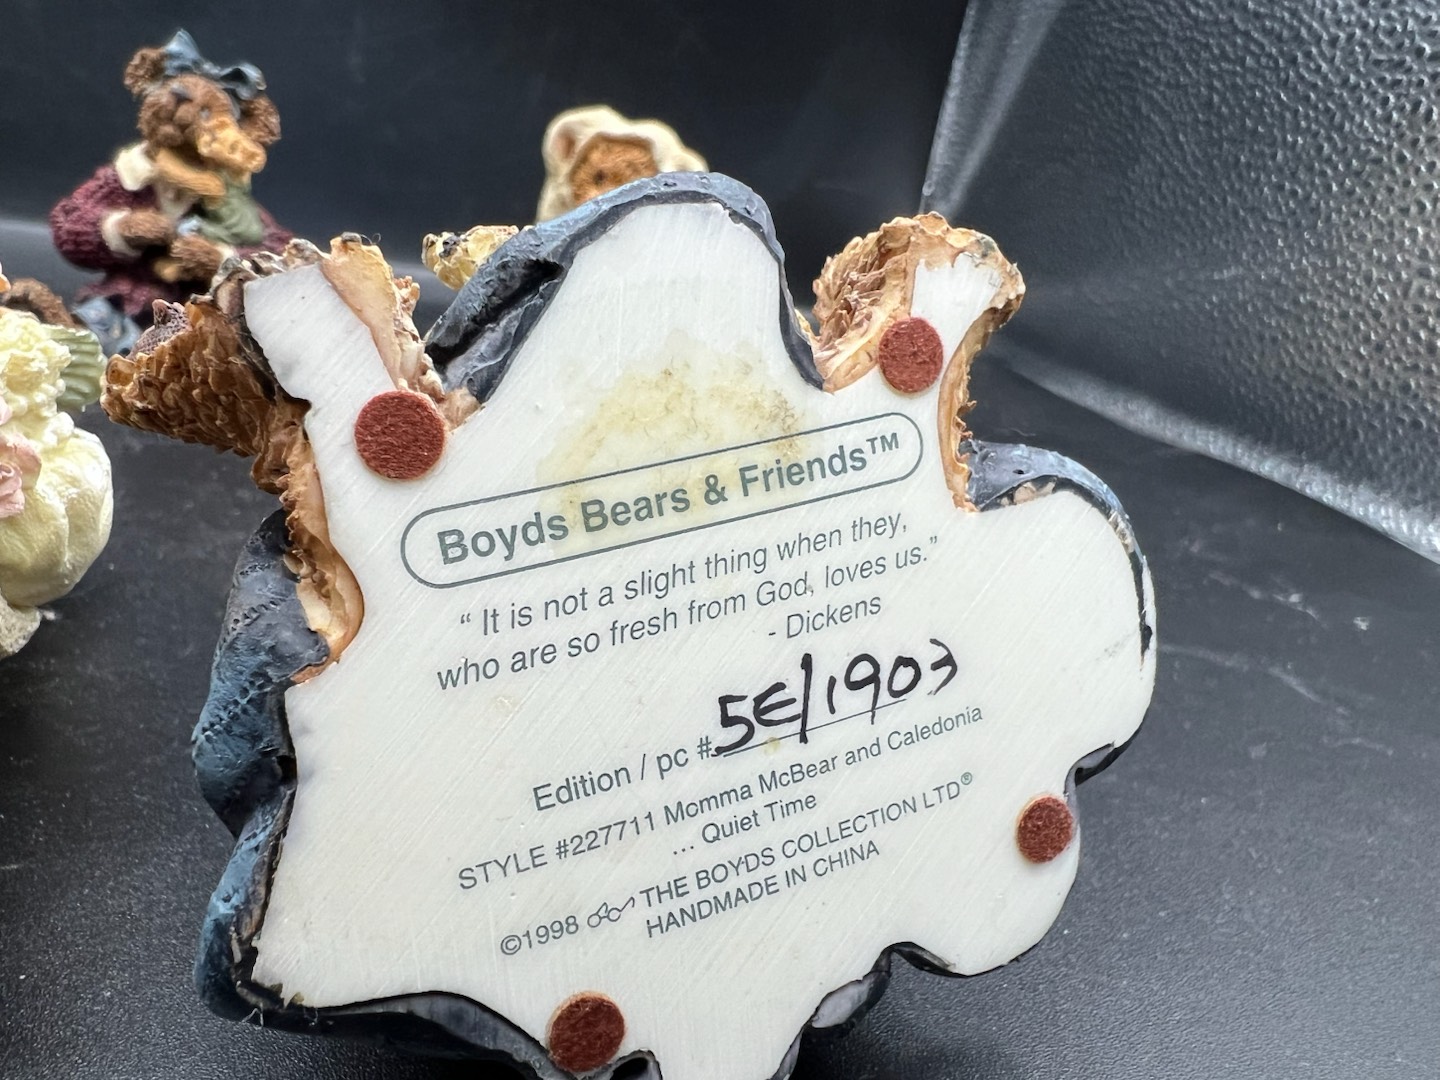 Boyds Bears & Friends™
“ It is not a slight thing when they,
who are so fresh from God, loves us.”
- Dickens
Edition / pc #5E/1903
STYLE #227711 Momma McBear and Caledonia
... Quiet Time
©1998 THE BOYDS COLLECTION LTD®
HANDMADE IN CHINA